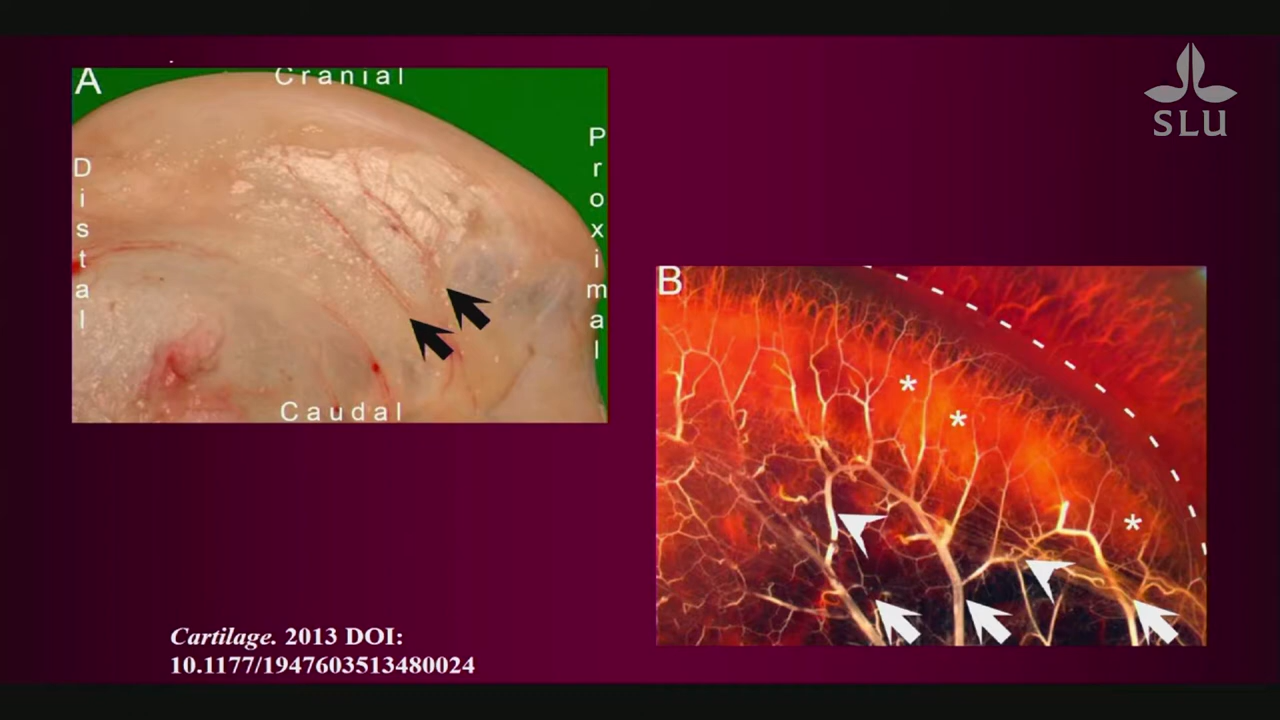 A
Cranial
Distal
Proximal
Caudal
SLU
B
*
*
*
Cartilage. 2013 DOI:
10.1177/1947603513480024